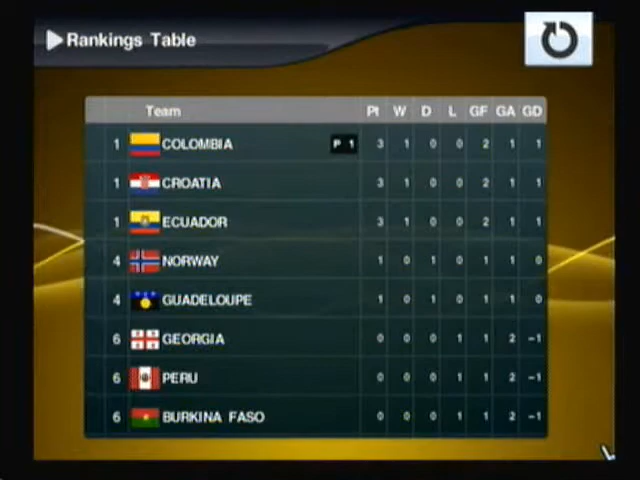 Rankings Table
Team Pt W D L GF GA GD
1 COLOMBIA P 1 3 1 0 0 2 1 1
1 CROATIA 3 1 0 0 2 1 1
1 ECUADOR 3 1 0 0 2 1 1
4 NORWAY 1 0 1 0 1 1 0
4 GUADELOUPE 1 0 1 0 1 1 0
6 GEORGIA 0 0 0 1 1 2 -1
6 PERU 0 0 0 1 1 2 -1
6 BURKINA FASO 0 0 0 1 1 2 -1